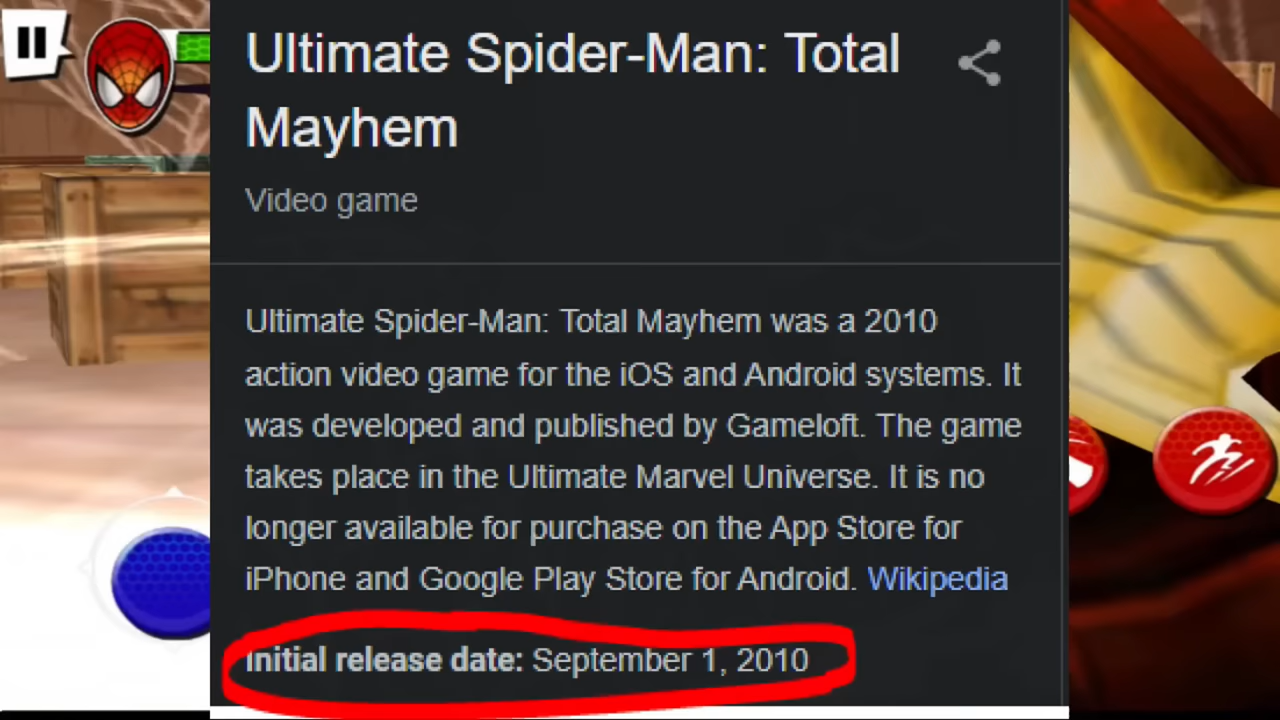 Ultimate Spider-Man: Total
Mayhem
Video game
Ultimate Spider-Man: Total Mayhem was a 2010
action video game for the iOS and Android systems. It
was developed and published by Gameloft. The game
takes place in the Ultimate Marvel Universe. It is no
longer available for purchase on the App Store for
iPhone and Google Play Store for Android. Wikipedia
Initial release date: September 1, 2010